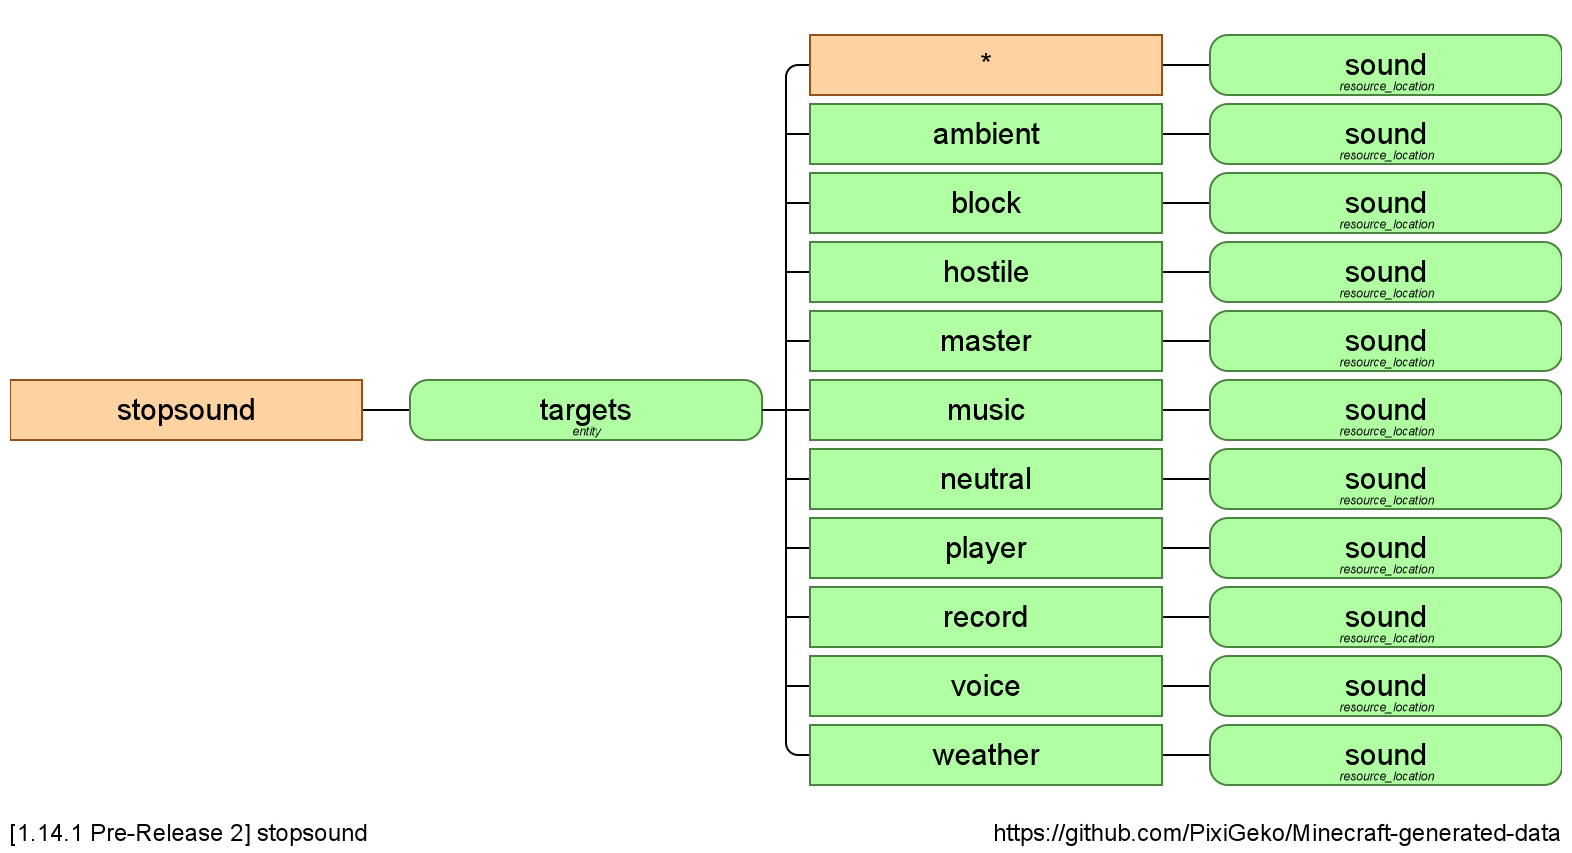 *
sound
resource_location
ambient
sound
resource_location
block
sound
resource_location
hostile
sound
resource_location
master
sound
resource_location
stopsound
targets
entity
music
sound
resource_location
neutral
sound
resource_location
player
sound
resource_location
record
sound
resource_location
voice
sound
resource_location
weather
sound
resource_location
[1.14.1 Pre-Release 2] stopsound
https://github.com/PixiGeko/Minecraft-generated-data